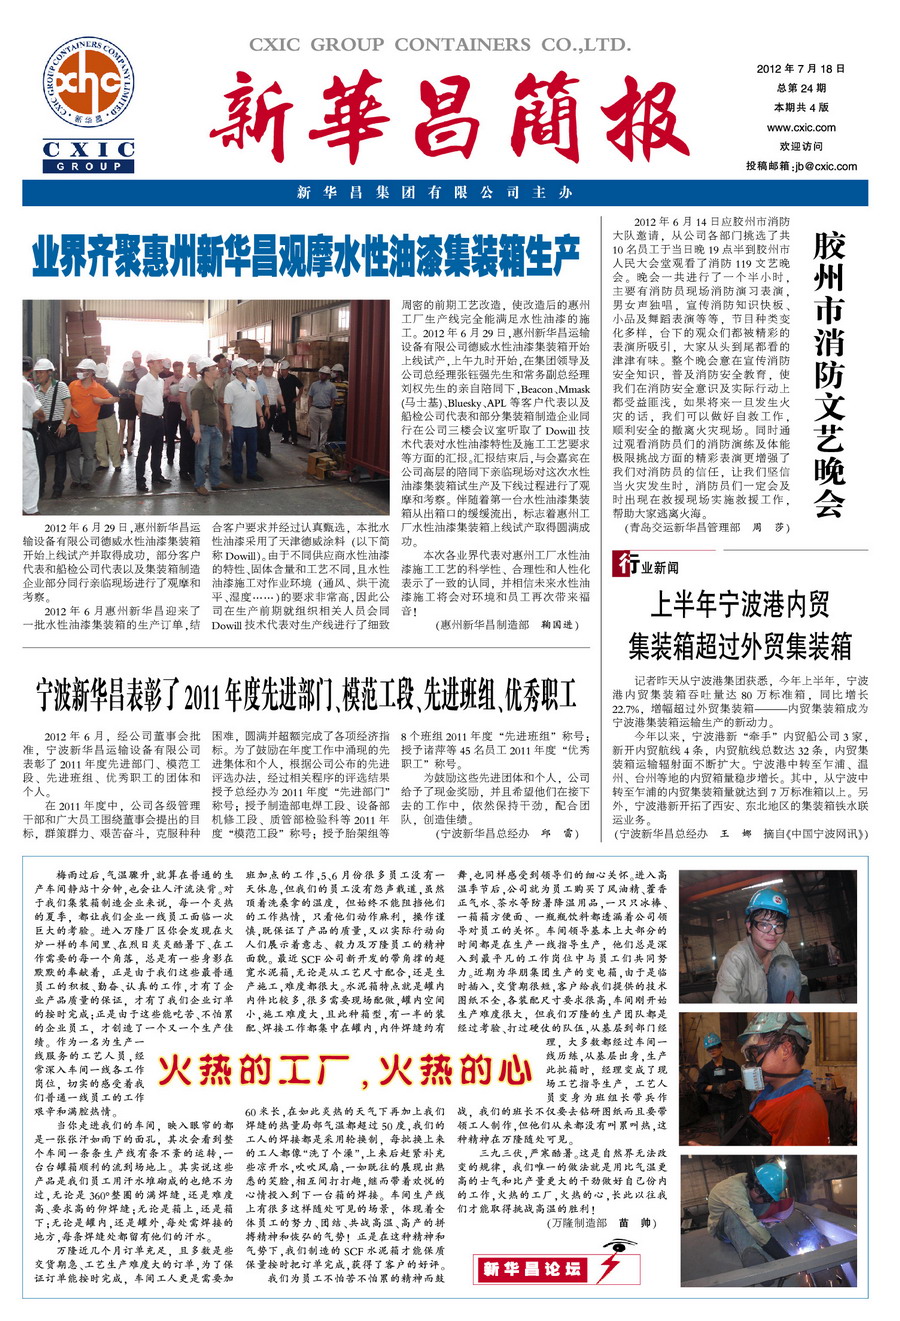 CXIC GROUP CONTAINERS CO.,LTD.
CXIC GROUP CONTAINERS COMPANY LIMITED
cxhc
新华昌
CXIC
GROUP
新華昌簡报
2012 年 7 月 18 日
总第 24 期
本期共 4 版
www.cxic.com
欢迎访问
投稿邮箱:jb@cxic.com
新华昌集团有限公司主办
业界齐聚惠州新华昌观摩水性油漆集装箱生产
2012 年 6 月 29 日,惠州新华昌运
输设备有限公司德威水性油漆集装箱
开始上线试产并取得成功，部分客户
代表和船检公司代表以及集装箱制造
企业部分同行亲临现场进行了观摩和
考察。
2012 年 6 月惠州新华昌迎来了
一批水性油漆集装箱的生产订单,结
合客户要求并经过认真甄选，本批水
性油漆采用了天津德威涂料（以下简
称 Dowill)。由于不同供应商水性油漆
的特性、固体含量和工艺不同,且水性
油漆施工对作业环境（通风、烘干流
平、湿度……)的要求非常高,因此公
司在生产前期就组织相关人员会同
Dowill 技术代表对生产线进行了细致
周密的前期工艺改造，使改造后的惠州
工厂生产线完全能满足水性油漆的施
工。2012 年 6 月 29 日,惠州新华昌运输
设备有限公司德威水性油漆集装箱开始
上线试产,上午九时开始,在集团领导及
公司总经理张钰强先生和常务副总经理
刘权先生的亲自陪同下,Beacon、Mmask
(马士基)、Bluesky、APL 等客户代表以及
船检公司代表和部分集装箱制造企业同
行在公司三楼会议室听取了 Dowill 技
术代表对水性油漆特性及施工工艺要求
等方面的汇报。汇报结束后,与会嘉宾在
公司高层的陪同下亲临现场对这次水性
油漆集装箱试生产及下线过程进行了观
摩和考察。伴随着第一台水性油漆集装
箱从出箱口的缓缓流出，标志着惠州工
厂水性油漆集装箱上线试产取得圆满成
功。
本次各业界代表对惠州工厂水性油
漆施工工艺的科学性、合理性和人性化
表示了一致的认同，并相信未来水性油
漆施工将会对环境和员工再次带来福
音！
(惠州新华昌制造部 鞠国进)
胶州市消防文艺晚会
2012 年 6 月 14 日应胶州市消防
大队邀请，从公司各部门挑选了共
10 名员工于当日晚 19 点半到胶州市
人民大会堂观看了消防 119 文艺晚
会。晚会一共进行了一个半小时，
主要有消防员现场消防演习表演，
男女声独唱，宣传消防知识快板、
小品及舞蹈表演等等，节目种类变
化多样，台下的观众们都被精彩的
表演所吸引，大家从头到尾都看的
津津有味。整个晚会意在宣传消防
安全知识，普及消防安全教育，使
我们在消防安全意识及实际行动上
都受益匪浅，如果将来一旦发生火
灾的话，我们可以做好自救工作，
顺利安全的撤离火灾现场。同时通
过观看消防员们的消防演练及体能
极限挑战方面的精彩表演更增强了
我们对消防员的信任，让我们坚信
当火灾发生时，消防员们一定会及
时出现在救援现场实施救援工作，
帮助大家逃离火海。
(青岛交运新华昌管理部 周 莎)
行业新闻
上半年宁波港内贸
集装箱超过外贸集装箱
记者昨天从宁波港集团获悉，今年上半年，宁波
港内贸集装箱吞吐量达 80 万标准箱，同比增长
22.7%，增幅超过外贸集装箱———内贸集装箱成为
宁波港集装箱运输生产的新动力。
今年以来，宁波港新“牵手”内贸船公司 3 家，
新开内贸航线 4 条，内贸航线总数达 32 条，内贸集
装箱运输辐射面不断扩大。宁波港中转至乍浦、温
州、台州等地的内贸箱量稳步增长。其中，从宁波中
转至乍浦的内贸集装箱量就达到 7 万标准箱以上。另
外，宁波港新开拓了西安、东北地区的集装箱铁水联
运业务。
(宁波新华昌总经办 王 娜 摘自《中国宁波网讯》)
宁波新华昌表彰了 2011 年度先进部门、模范工段、先进班组、优秀职工
2012 年 6 月，经公司董事会批
准，宁波新华昌运输设备有限公司
表彰了 2011 年度先进部门、模范工
段、先进班组、优秀职工的团体和
个人。
在 2011 年度中，公司各级管理
干部和广大员工围绕董事会提出的目
标，群策群力、艰苦奋斗，克服种种
困难，圆满并超额完成了各项经济指
标。为了鼓励在年度工作中涌现的先
进集体和个人，根据公司公布的先进
评选办法，经过相关程序的评选结果
授予总经办为 2011 年度“先进部门”
称号；授予制造部电焊工段、设备部
机修工段、质管部检验科等 2011 年
度“模范工段”称号；授予胎架组等
8 个班组 2011 年度“先进班组”称号；
授予诸萍等 45 名员工 2011 年度“优秀
职工”称号。
为鼓励这些先进团体和个人，公司
给予了现金奖励，并且希望他们在接下
去的工作中，依然保持干劲，配合团
队，创造佳绩。
(宁波新华昌总经办 邱 雷)
火热的工厂,火热的心
梅雨过后,气温骤升,就算在普通的生
产车间静站十分钟,也会让人汗流浃背。对
于我们集装箱制造企业来说，每一个炎热
的夏季，都让我们企业一线员工面临一次
巨大的考验。进入万隆厂区你会发现在火
炉一样的车间里、在烈日炎炎酷暑下、在工
作需要的每一个角落，总是有一些身影在
默默的奉献着，正是由于我们这些最普通
员工的积极、勤奋、认真的工作,才有了企
业产品质量的保证，才有了我们企业订单
的按时完成;正是由于这些能吃苦、不怕累
的企业员工，才创造了一个又一个生产佳
绩。作为一名为生产一
线服务的工艺人员,经
常深入车间一线各工作
岗位，切实的感受着我
们普通一线员工的工作
艰辛和满腔热情。
当你走进我们的车间，映入眼帘的都
是一张张汗如雨下的面孔，其次会看到整
个车间一条条生产线有条不紊的运转,一
台台罐箱顺利的流到场地上。其实说这些
产品是我们员工用汗水堆砌成的也绝不为
过,无论是 360°整圈的满焊缝,还是难度
高、要求高的仰焊缝;无论是箱上,还是箱
下;无论是罐内,还是罐外,每处需焊接的
地方,每条焊缝处都留有他们的汗水。
万隆近几个月订单充足，且多数是些
交货期急、工艺生产难度大的订单,为了保
证订单能按时完成，车间工人更是需要加
班加点的工作,5、6月份很多员工没有一
天休息,但我们的员工没有怨声载道,虽然
顶着洗桑拿的温度，但始终不能阻挡他们
的工作热情，只看他们动作麻利，操作谨
慎,既保证了产品的质量,又以实际行动向
人们展示着意志、毅力及万隆员工的精神
面貌。最近 SCF 公司新开发的带角撑的超
宽水泥箱,无论是从工艺尺寸配合,还是生
产施工,难度都很大。水泥箱特点就是罐内
内件比较多,很多需要现场配做,罐内空间
小,施工难度大,且此种箱型,有一半的装
配、焊接工作都集中在罐内,内件焊缝约有
60 米长,在如此炎热的天气下再加上我们
焊缝的热量局部气温都超过 50 度,我们的
工人的焊接都是采用轮换制，每批换上来
的工人都像“洗了个澡”,上来后赶紧补充
些凉开水,吹吹风扇,一如既往的展现出熟
悉的笑脸,相互间打打趣,继而带着欢悦的
心情投入到下一台箱的焊接。车间生产线
上有很多这样随处可见的场景，体现着全
体员工的努力、团结、共战高温、高产的拼
搏精神和恢弘的气势！正是在这种精神和
气势下,我们制造的 SCF 水泥箱才能保质
保量按时把订单完成,获得了客户的好评。
我们为员工不怕苦不怕累的精神而鼓
舞,也同样感受到领导们的细心关怀。进入高
温季节后,公司就为员工购买了风油精、藿香
正气水、茶水等防暑降温用品,一只只冰棒、
一箱箱方便面、一瓶瓶饮料都透漏着公司领
导对员工的关怀。车间领导基本上大部分的
时间都是在生产一线指导生产，他们总是深
入到最平凡的工作岗位中与员工们共同努
力。近期为华朋集团生产的变电箱,由于是临
时插入,交货期很短,客户给我们提供的技术
图纸不全,各装配尺寸要求很高,车间刚开始
生产难度很大，但我们万隆的生产团队都是
经过考验、打过硬仗的队伍,从基层到部门经
理，大多数都经过车间一
线历练,从基层出身,生产
此批箱时，经理变成了现
场工艺指导生产，工艺人
员变身为班组长带兵作
战，我们的班长不仅要去钻研图纸而且要带
领工人制作,但他们从来都没有叫累叫热,这
种精神在万隆随处可见。
三九三伏,严寒酷暑。这是自然界无法改
变的规律，我们唯一的做法就是用比气温更
高的士气和比产量更大的干劲做好自己份内
的工作,火热的工厂,火热的心,长此以往我
们才能取得挑战高温的胜利！
(万隆制造部 苗 帅)
新华昌论坛